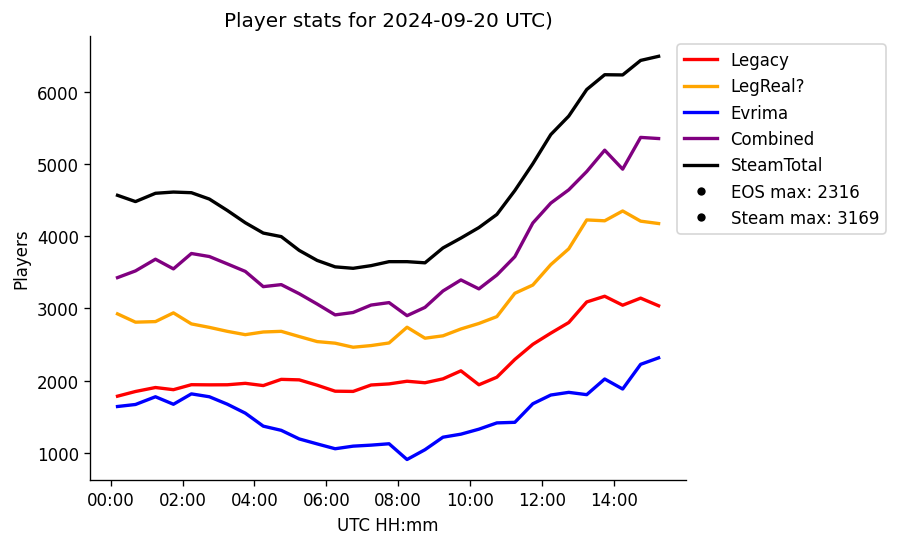 Player stats for 2024-09-20 UTC)
Legacy
LegReal?
Evrima
Combined
SteamTotal
EOS max: 2316
Steam max: 3169
Players
6000
5000
4000
3000
2000
1000
00:00 02:00 04:00 06:00 08:00 10:00 12:00 14:00
UTC HH:mm